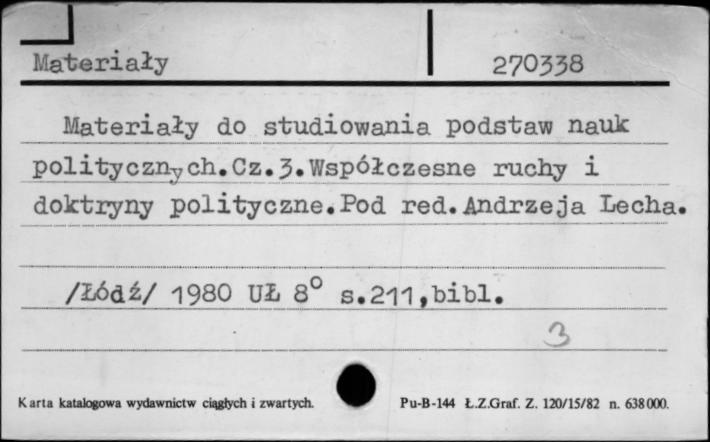 Materiały 270338
Materiały do studiowania podstaw nauk
politycznych.Cz.3.Współczesne ruchy i
doktryny polityczne.Pod red.Andrzeja Lecha.
/Łódź/ 1980 UŁ 8° s.211,bibl.
3
Karta katalogowa wydawnictw ciągłych i zwartych. Pu-B-144 Ł.Z.Graf. Z. 120/15/82 n. 638000.